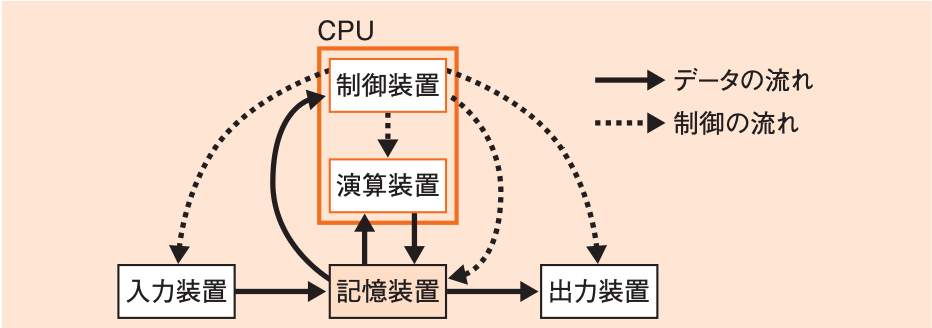 CPU
制御装置
データの流れ
制御の流れ
演算装置
入力装置
記憶装置
出力装置